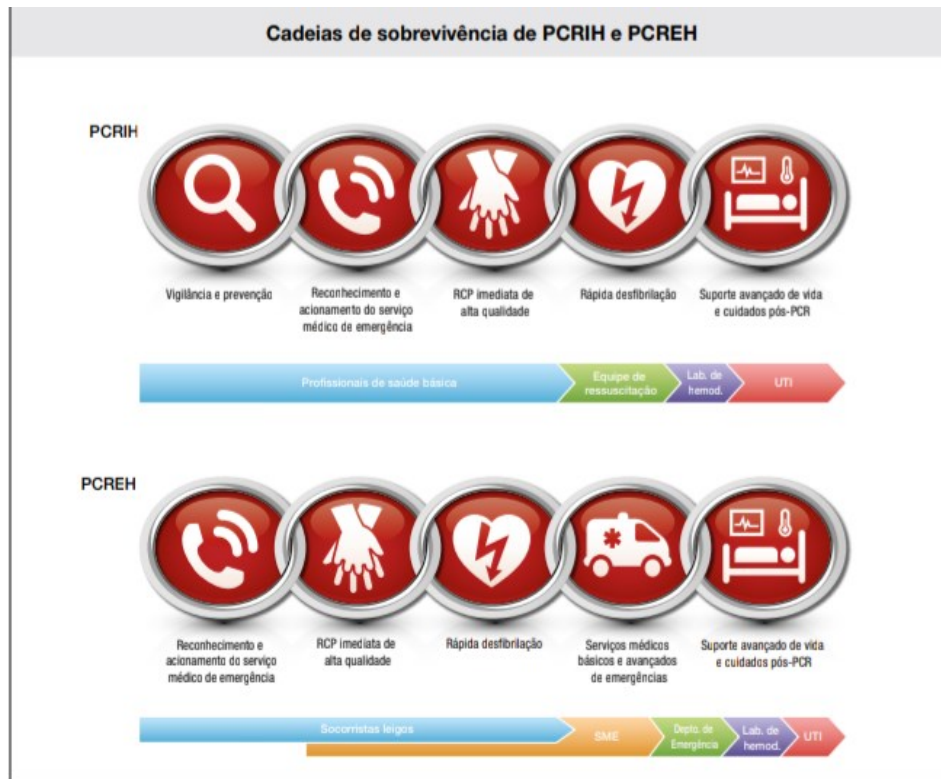 Cadeias de sobrevivência de PCRIH e PCREH
PCRIH
Vigilância e prevenção
Reconhecimento e
acionamento do serviço
médico de emergência
RCP imediata de
alta qualidade
Rápida desfibrilação
Suporte avançado de vida
e cuidados pós-PCR
Profissionais de saúde básica
Equipe de
ressuscitação
Lab. de
hemod.
UTI
PCREH
Reconhecimento e
acionamento do serviço
médico de emergência
RCP imediata de
alta qualidade
Rápida desfibrilação
Serviços médicos
básicos e avançados
de emergências
Suporte avançado de vida
e cuidados pós-PCR
Socorristas leigos
SME
Depto. de
Emergência
Lab. de
hemod.
UTI